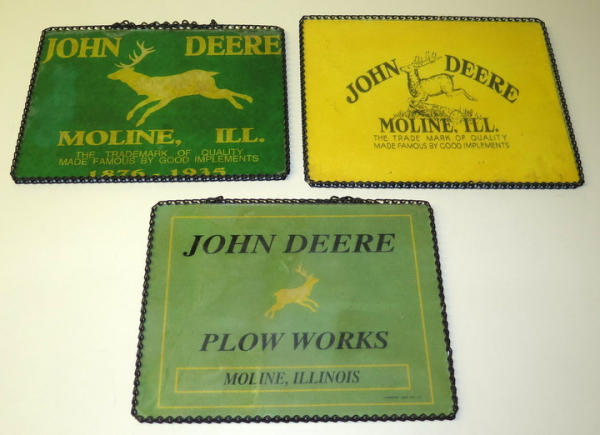 JOHN DEERE
MOLINE, ILL.
THE TRADEMARK OF QUALITY
MADE FAMOUS BY GOOD IMPLEMENTS
1876 - 1935
JOHN DEERE
MOLINE, ILL.
THE TRADE MARK OF QUALITY
MADE FAMOUS BY GOOD IMPLEMENTS
JOHN DEERE
PLOW WORKS
MOLINE, ILLINOIS